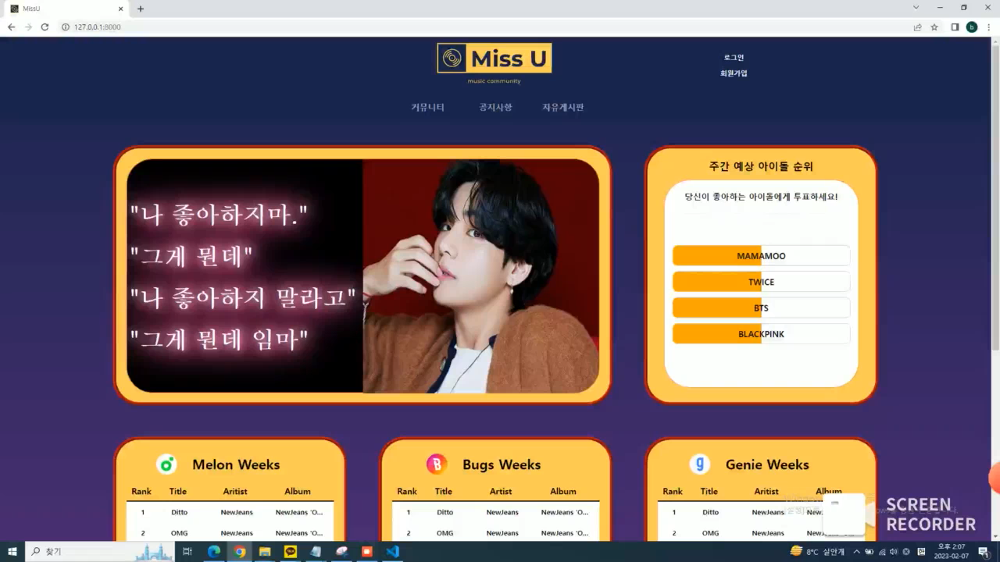 MissU
127.0.0.1:8000
Miss U
music community
로그인
회원가입
커뮤니티
공지사항
자유게시판
"나 좋아하지마."
"그게 뭔데"
"나 좋아하지 말라고"
"그게 뭔데 임마"
주간 예상 아이돌 순위
당신이 좋아하는 아이돌에게 투표하세요!
MAMAMOO
TWICE
BTS
BLACKPINK
Melon Weeks
Rank Title Aritist Album
1 Ditto NewJeans NewJeans 'O...
2 OMG NewJeans NewJeans 'O...
Bugs Weeks
Rank Title Artist Album
1 Ditto NewJeans NewJeans 'O...
2 OMG NewJeans NewJeans 'O...
Genie Weeks
Rank Title Aritist Album
1 Ditto NewJeans New
2 OMG NewJeans New
SCREEN
RECORDER
찾기
8°C 실안개
오후 2:07
2023-02-07